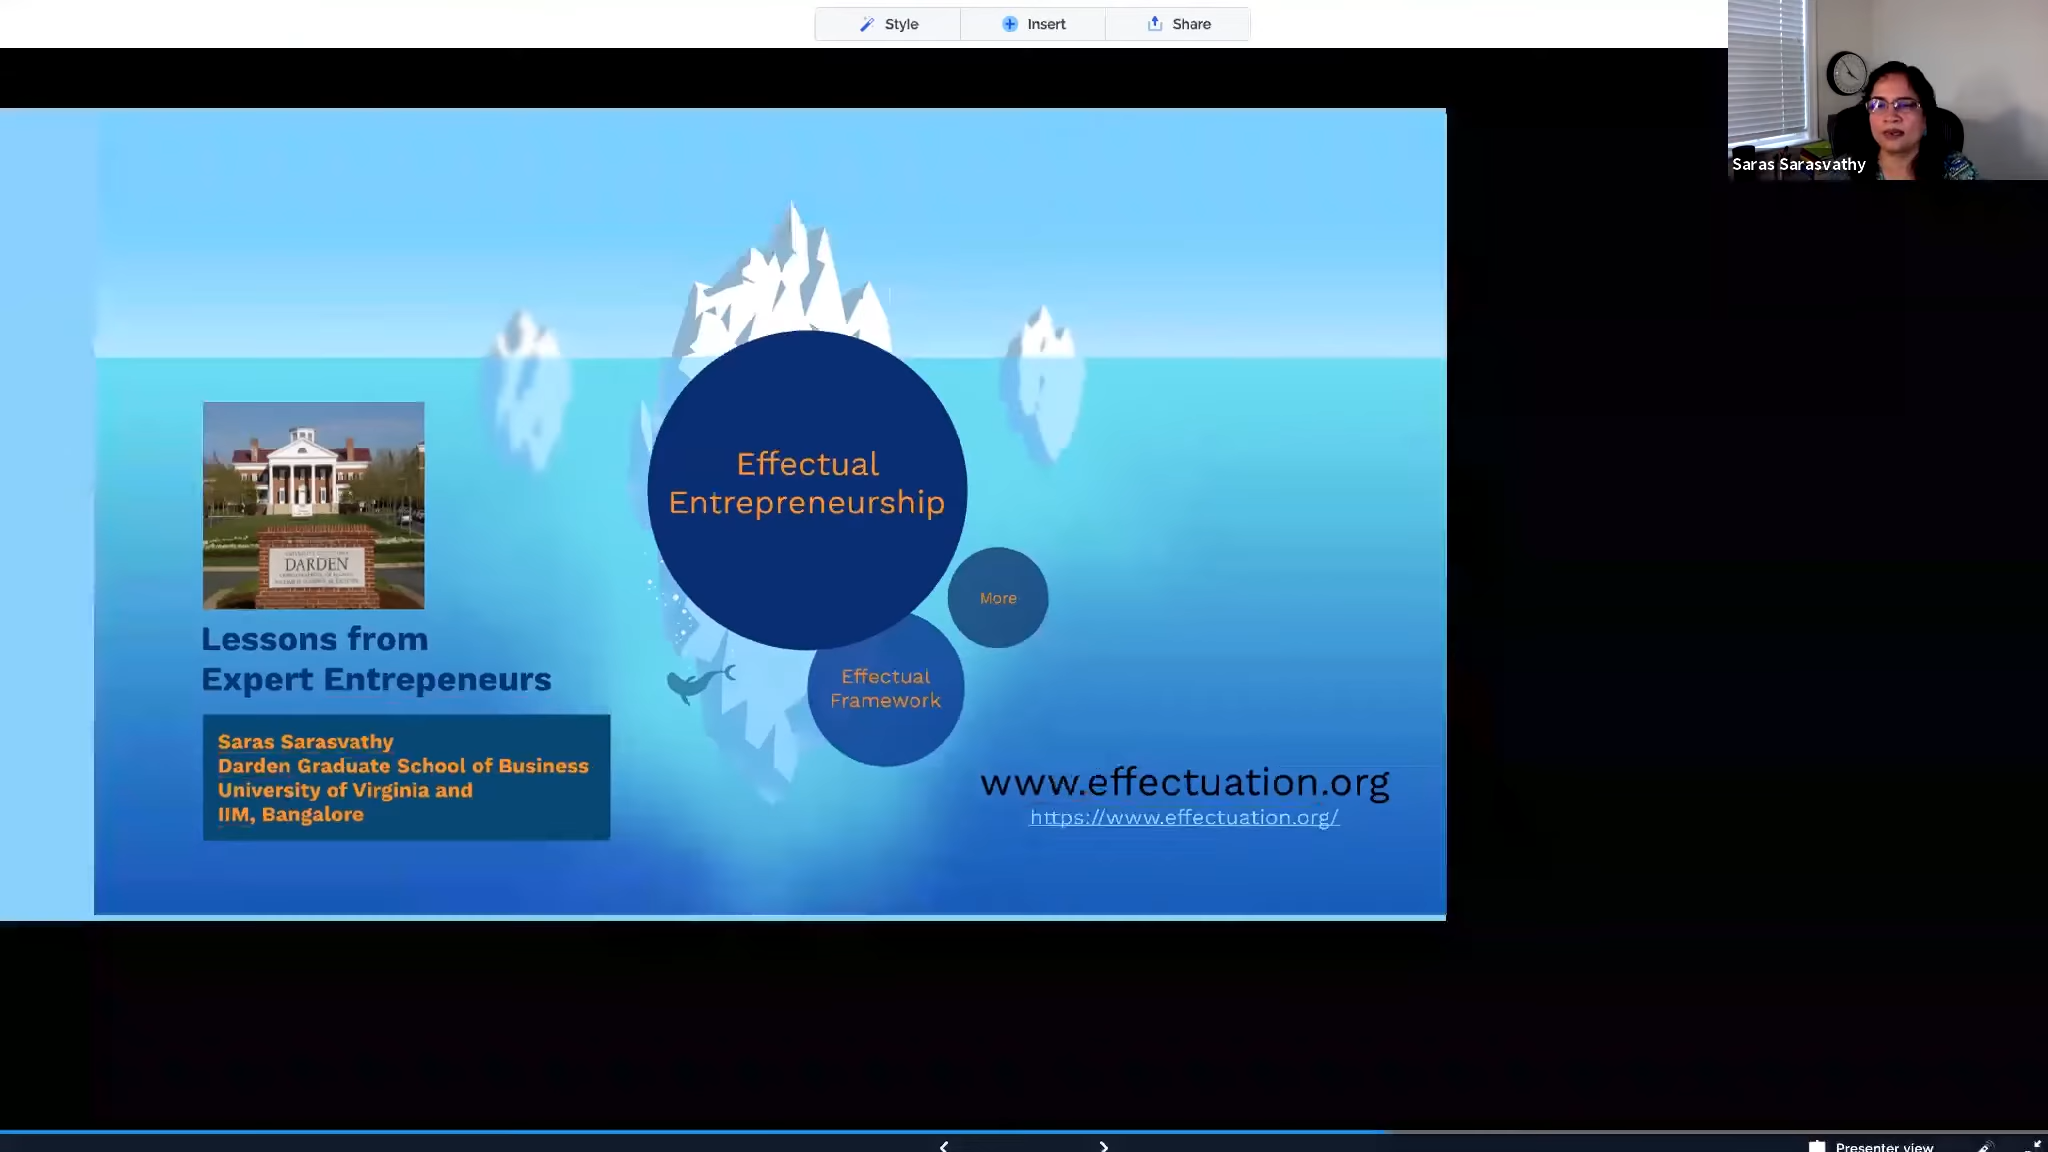 Style
Insert
Share
Saras Sarasvathy
Effectual
Entrepreneurship
DARDEN
More
Lessons from
Expert Entrepeneurs
Effectual
Framework
Saras Sarasvathy
Darden Graduate School of Business
University of Virginia and
IIM, Bangalore
www.effectuation.org
https://www.effectuation.org/
Presenter view